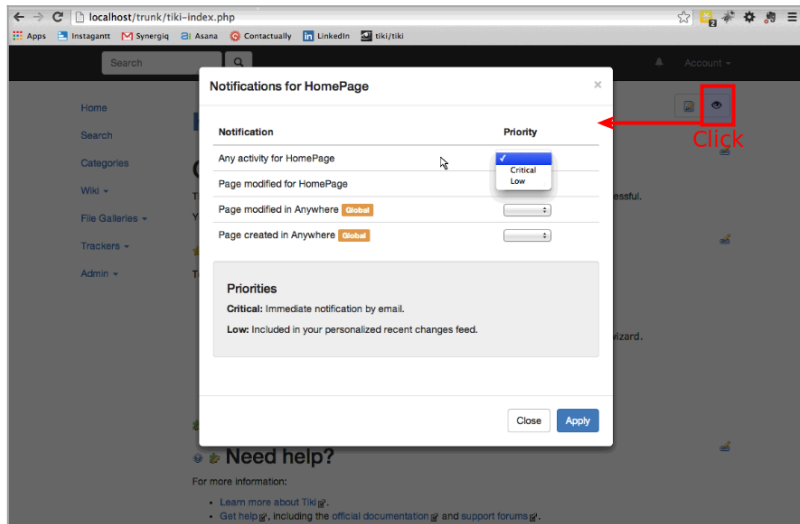 localhost/trunk/tiki-index.php
Apps Instagantt Synergiq Asana Contactually LinkedIn tiki/tiki
Search Account
Notifications for HomePage ×
Click
Home
Search
Categories
Wiki
File Galleries
Trackers
Admin
Notification Priority
Any activity for HomePage
Critical
Low
Page modified for HomePage
Page modified in Anywhere Global
Page created in Anywhere Global
Priorities
Critical: Immediate notification by email.
Low: Included in your personalized recent changes feed.
Close Apply
Need help?
For more information:
Learn more about Tiki.
Get help, including the official documentation and support forums.